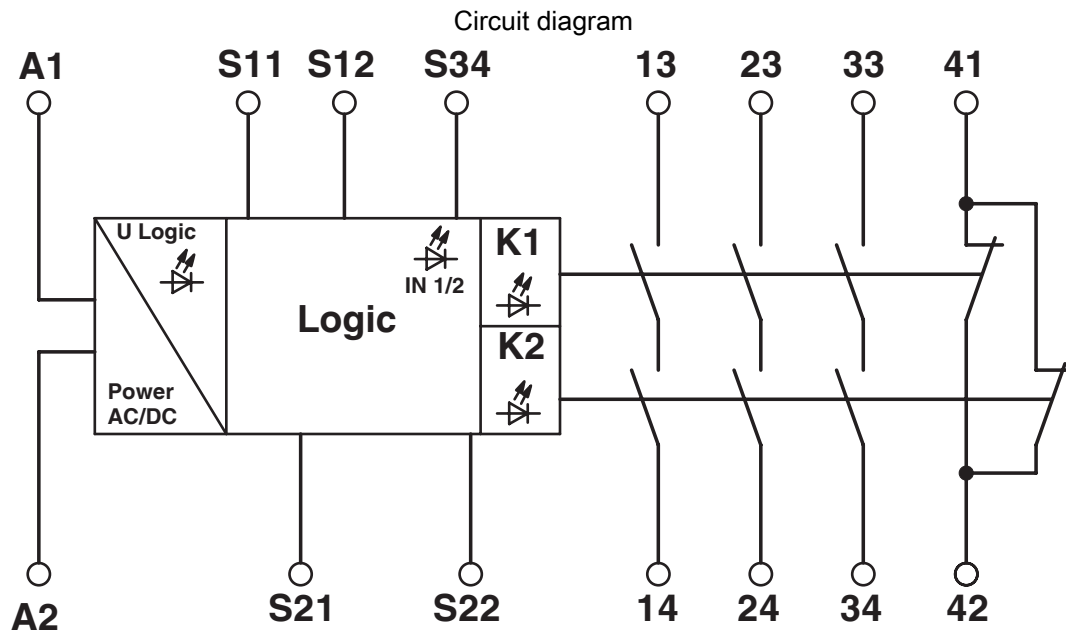 Circuit diagram
A1 S11 S12 S34 13 23 33 41
U Logic
K1
IN 1/2
Logic
K2
Power
AC/DC
A2 S21 S22 14 24 34 42